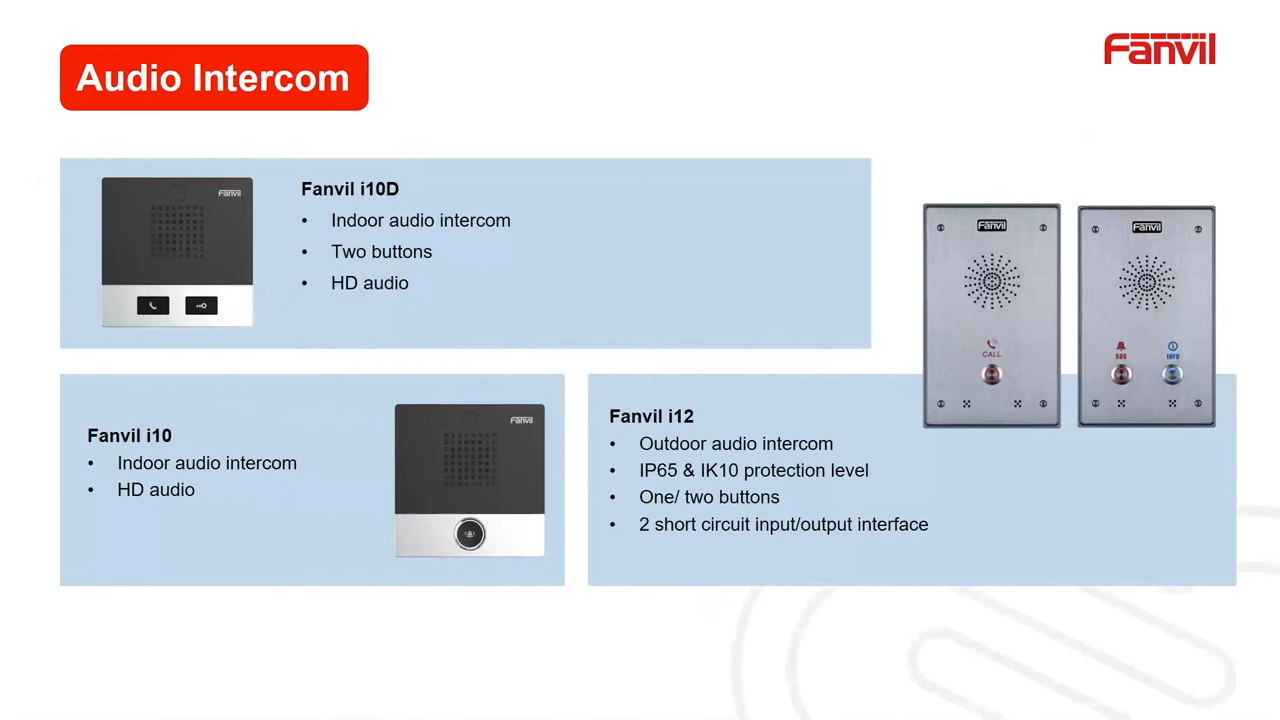 Audio Intercom
Fanvil
Fanvil i10D
• Indoor audio intercom
• Two buttons
• HD audio
Fanvil
Fanvil i10
• Indoor audio intercom
• HD audio
Fanvil
Fanvil i12
• Outdoor audio intercom
• IP65 & IK10 protection level
• One/ two buttons
• 2 short circuit input/output interface
Fanvil
CALL
Fanvil
SOS
INFO